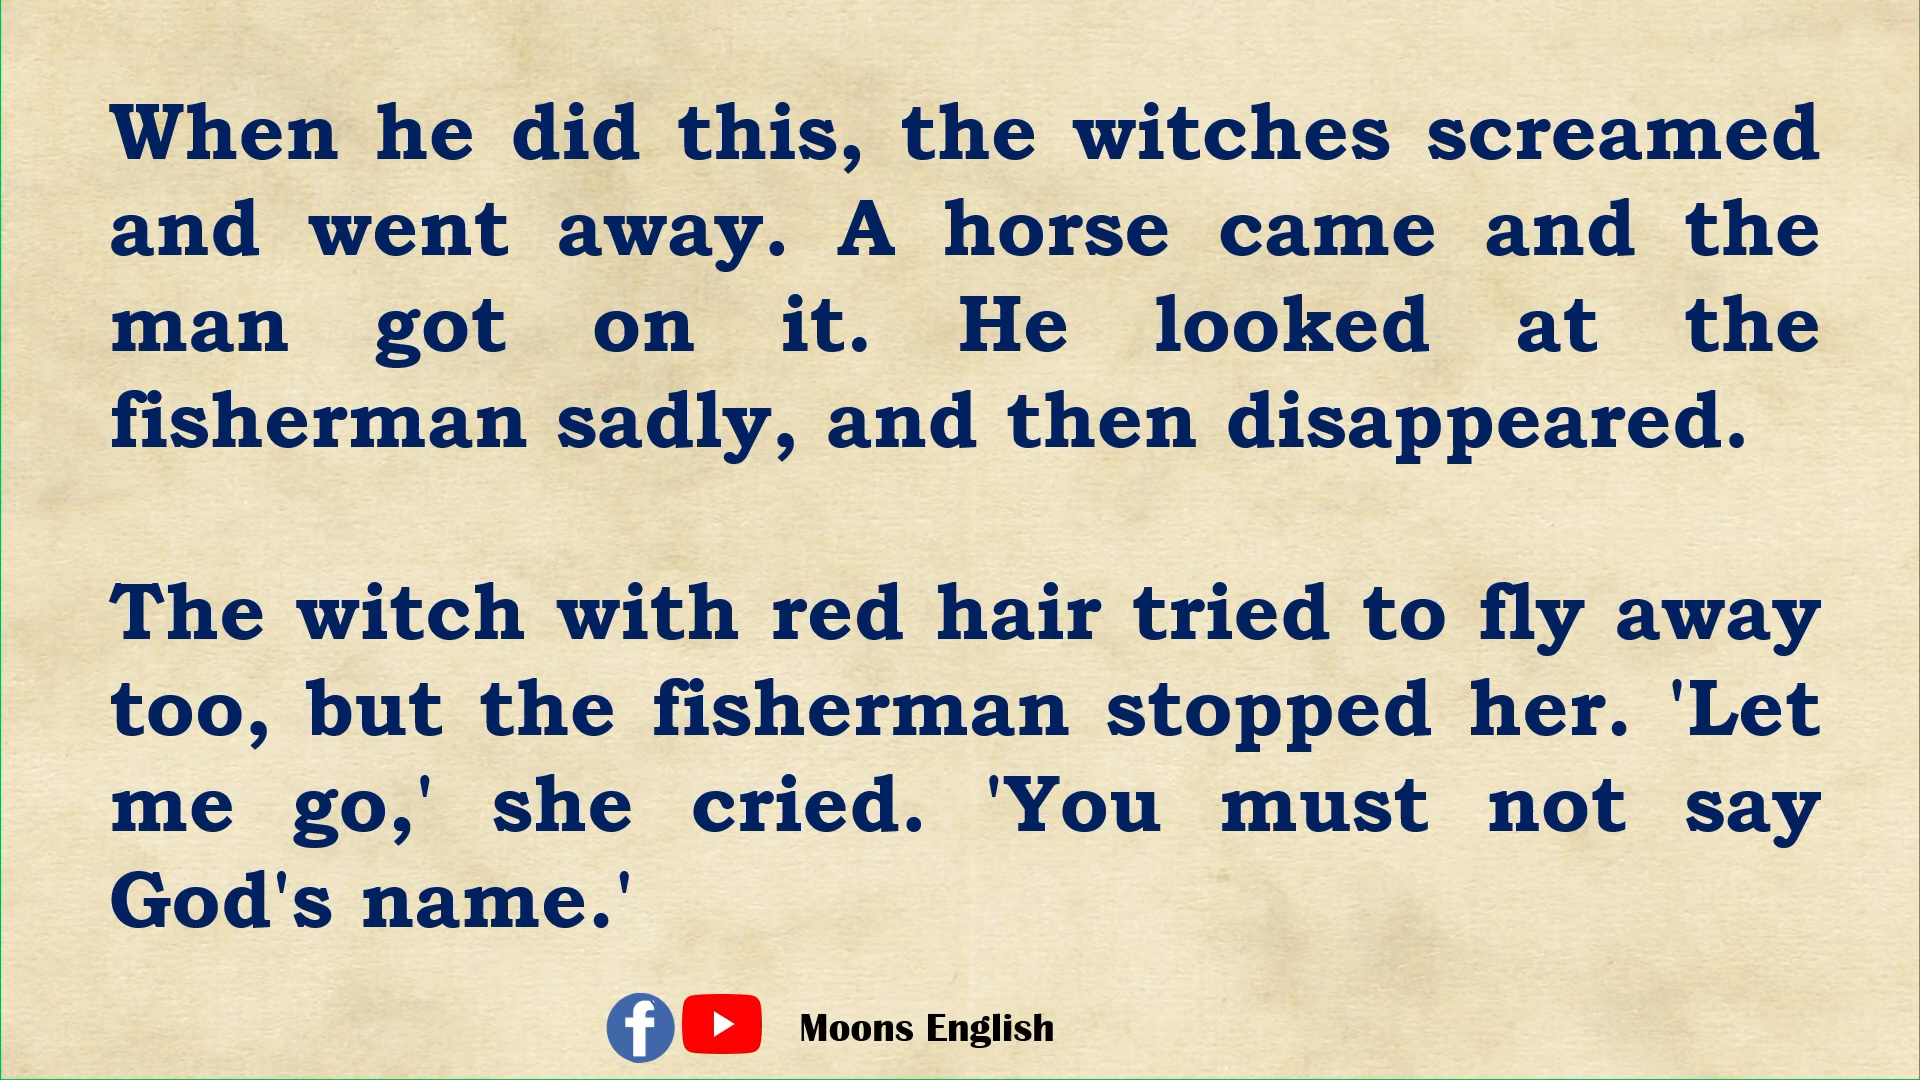 When he did this, the witches screamed
and went away. A horse came and the
man got on it. He looked at the
fisherman sadly, and then disappeared.
The witch with red hair tried to fly away
too, but the fisherman stopped her. 'Let
me go,' she cried. 'You must not say
God's name.'
Moons English